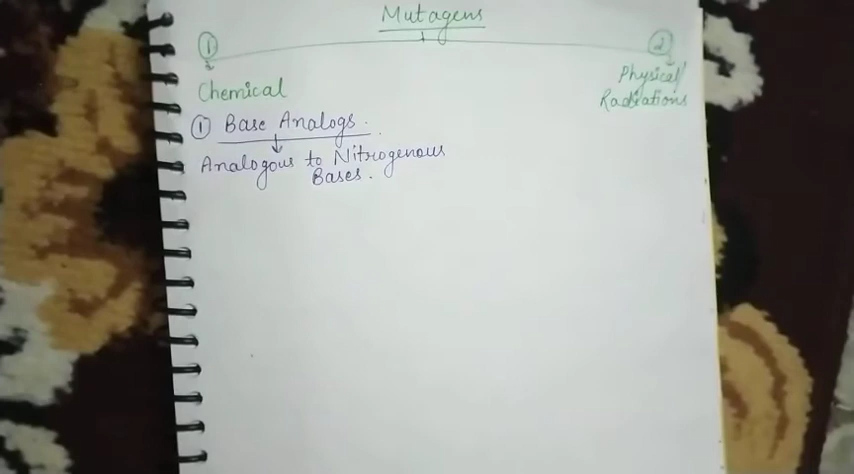 Mutagens
① ②
Chemical Physical/
Radiations
① Base Analogs.
Analogous to Nitrogenous
Bases.